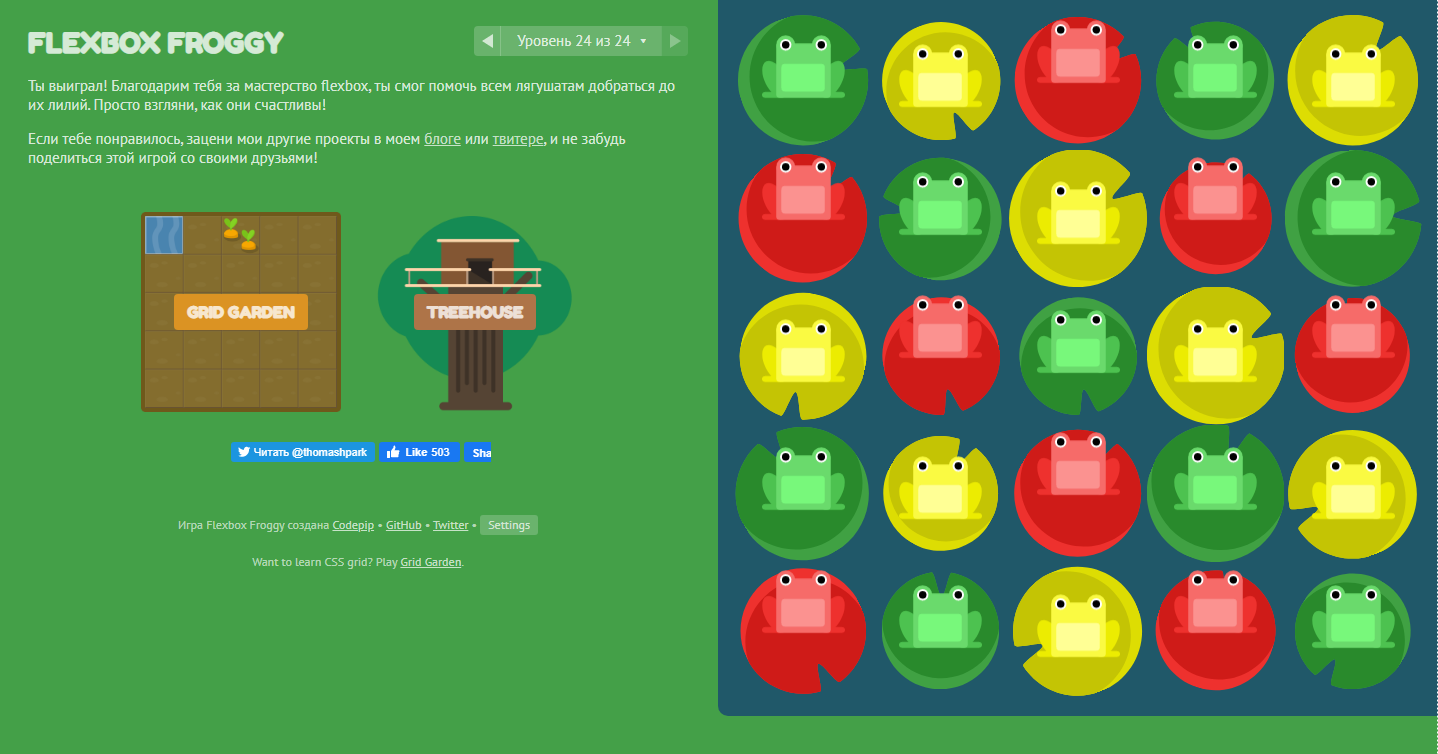 FLEXBOX FROGGY
Уровень 24 из 24
Ты выиграл! Благодарим тебя за мастерство flexbox, ты смог помочь всем лягушатам добраться до
их лилий. Просто взгляни, как они счастливы!
Если тебе понравилось, зацени мои другие проекты в моем блоге или твитере, и не забудь
поделиться этой игрой со своими друзьями!
GRID GARDEN
TREEHOUSE
Читать @thomashpark
Like 503
Sha
Игра Flexbox Froggy создана Codepip • GitHub • Twitter • Settings
Want to learn CSS grid? Play Grid Garden.